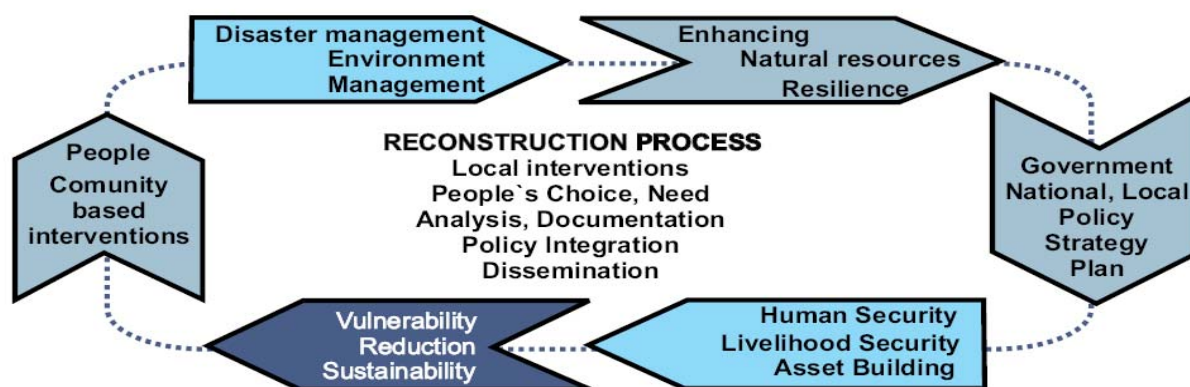 Disaster management
Environment
Management
Enhancing
Natural resources
Resilience
People
Comunity
based
interventions
RECONSTRUCTION PROCESS
Local interventions
People`s Choice, Need
Analysis, Documentation
Policy Integration
Dissemination
Government
National, Local
Policy
Strategy
Plan
Vulnerability
Reduction
Sustainability
Human Security
Livelihood Security
Asset Building